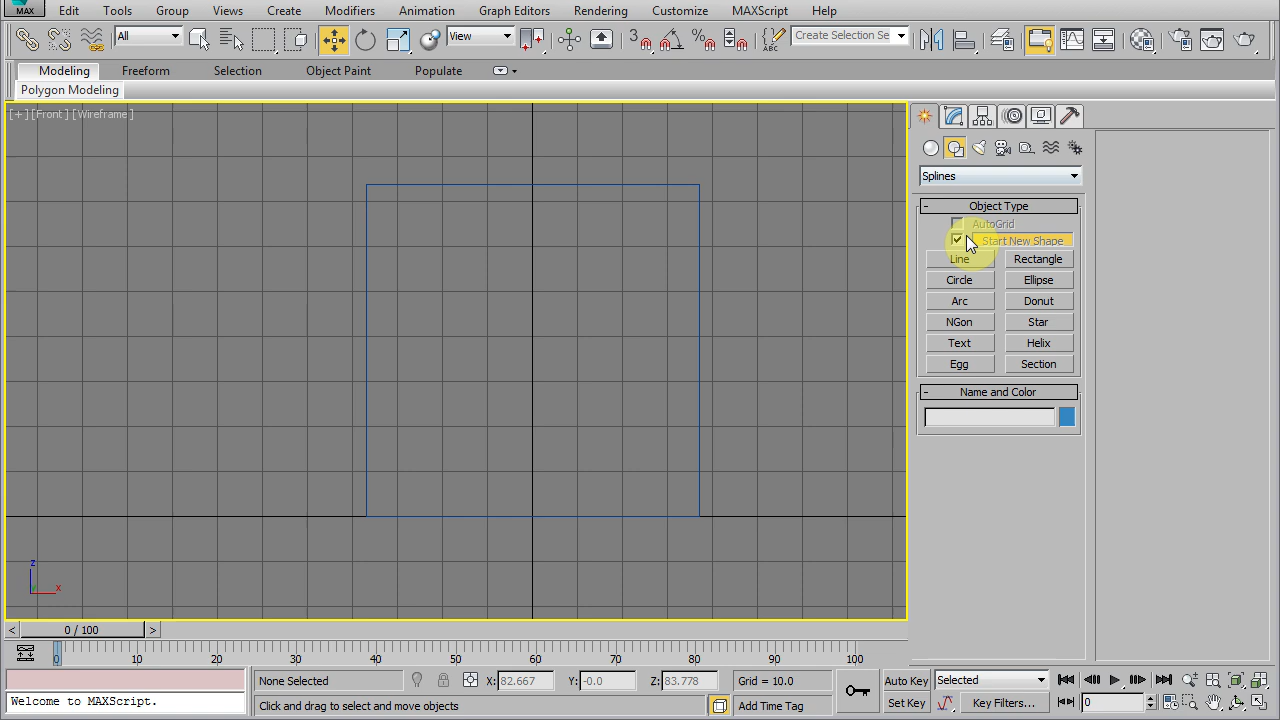 MAX Edit Tools Group Views Create Modifiers Animation Graph Editors Rendering Customize MAXScript Help
All View 3 Create Selection Se
Modeling Freeform Selection Object Paint Populate
Polygon Modeling
[+] [Front] [Wireframe]
Splines
- Object Type
AutoGrid
Start New Shape
Line Rectangle
Circle Ellipse
Arc Donut
NGon Star
Text Helix
Egg Section
- Name and Color
z
x
< 0 / 100 >
0 10 20 30 40 50 60 70 80 90 100
None Selected X: 82.667 Y: -0.0 Z: 83.778 Grid = 10.0 Auto Key Selected
Welcome to MAXScript. Click and drag to select and move objects Add Time Tag Set Key Key Filters... 0